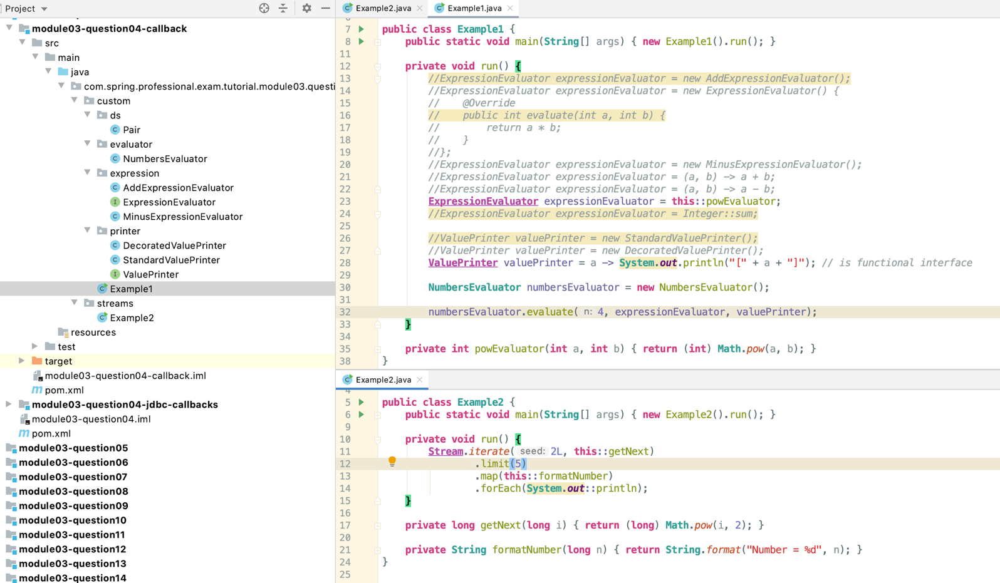 Project
module03-question04-callback
src
main
java
com.spring.professional.exam.tutorial.module03.questi
custom
ds
Pair
evaluator
NumbersEvaluator
expression
AddExpressionEvaluator
ExpressionEvaluator
MinusExpressionEvaluator
printer
DecoratedValuePrinter
StandardValuePrinter
ValuePrinter
Example1
streams
Example2
resources
test
target
module03-question04-callback.iml
pom.xml
module03-question04-jdbc-callbacks
module03-question04.iml
pom.xml
module03-question05
module03-question06
module03-question07
module03-question08
module03-question09
module03-question10
module03-question11
module03-question12
module03-question13
module03-question14
Example2.java Example1.java
7 public class Example1 {
8 public static void main(String[] args) { new Example1().run(); }
11
12 private void run() {
13 //ExpressionEvaluator expressionEvaluator = new AddExpressionEvaluator();
14 //ExpressionEvaluator expressionEvaluator = new ExpressionEvaluator() {
15 // @Override
16 // public int evaluate(int a, int b) {
17 // return a * b;
18 // }
19 //};
20 //ExpressionEvaluator expressionEvaluator = new MinusExpressionEvaluator();
21 //ExpressionEvaluator expressionEvaluator = (a, b) -> a + b;
22 //ExpressionEvaluator expressionEvaluator = (a, b) -> a - b;
23 ExpressionEvaluator expressionEvaluator = this::powEvaluator;
24 //ExpressionEvaluator expressionEvaluator = Integer::sum;
25
26 //ValuePrinter valuePrinter = new StandardValuePrinter();
27 //ValuePrinter valuePrinter = new DecoratedValuePrinter();
28 ValuePrinter valuePrinter = a -> System.out.println("[" + a + "]"); // is functional interface
29
30 NumbersEvaluator numbersEvaluator = new NumbersEvaluator();
31
32 numbersEvaluator.evaluate( n: 4, expressionEvaluator, valuePrinter);
33 }
34
35 private int powEvaluator(int a, int b) { return (int) Math.pow(a, b); }
38 }
Example2.java
5 public class Example2 {
6 public static void main(String[] args) { new Example2().run(); }
9
10 private void run() {
11 Stream.iterate( seed: 2L, this::getNext)
12 .limit(5)
13 .map(this::formatNumber)
14 .forEach(System.out::println);
15 }
16
17 private long getNext(long i) { return (long) Math.pow(i, 2); }
20
21 private String formatNumber(long n) { return String.format("Number = %d", n); }
24 }
25